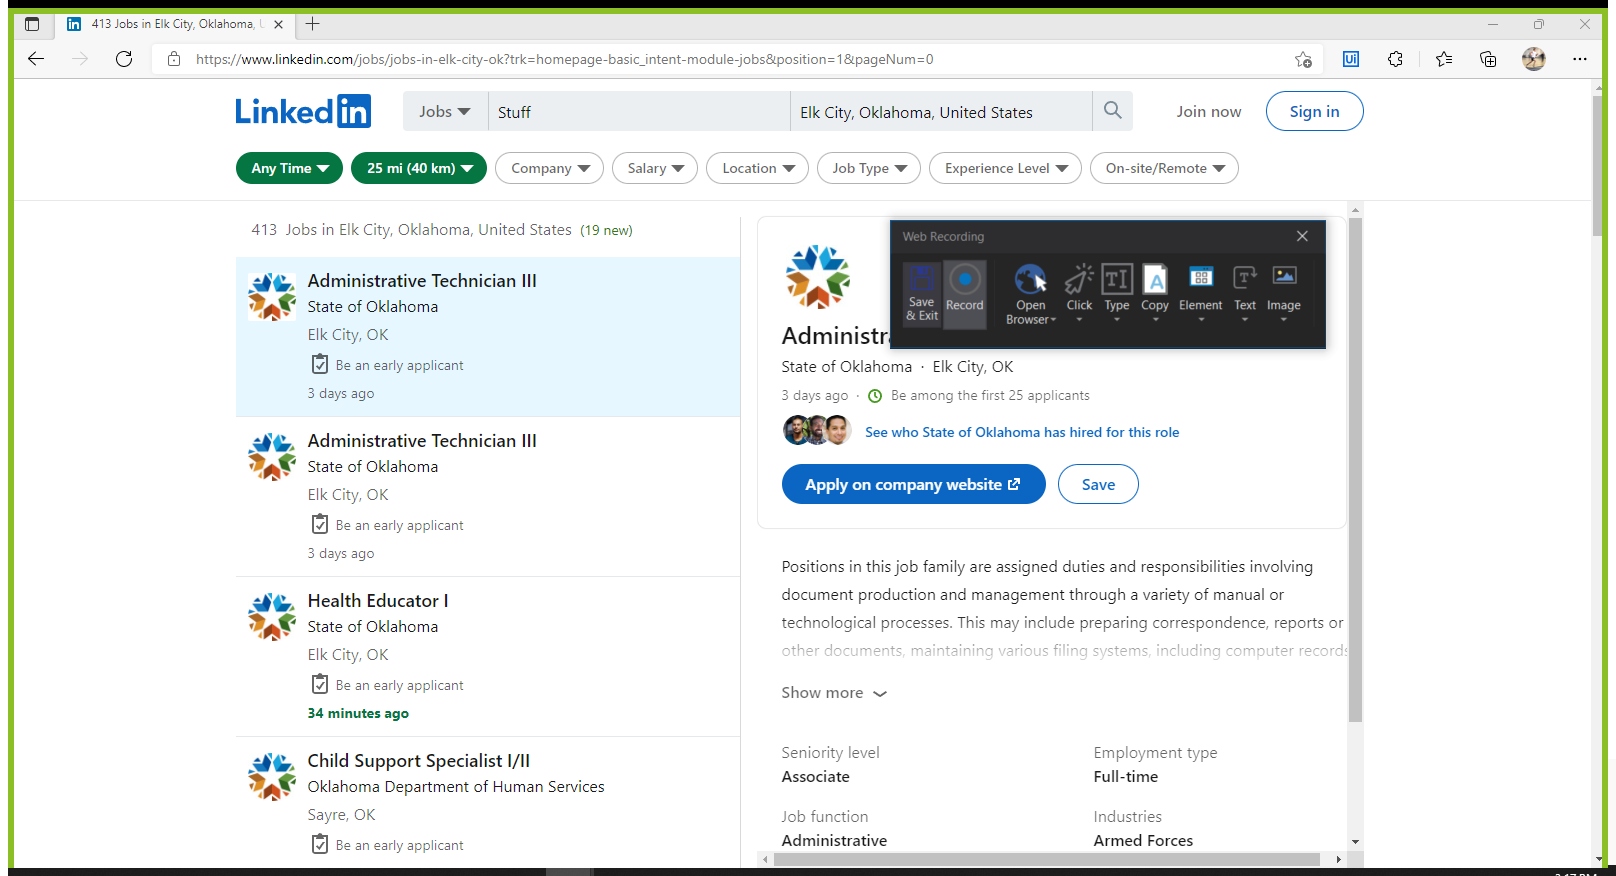 413 Jobs in Elk City, Oklahoma,
https://www.linkedin.com/jobs/jobs-in-elk-city-ok?trk=homepage-basic_intent-module-jobs&position=1&pageNum=0
Ui
Linked in
Jobs
Stuff
Elk City, Oklahoma, United States
Join now
Sign in
Any Time
25 mi (40 km)
Company
Salary
Location
Job Type
Experience Level
On-site/Remote
413 Jobs in Elk City, Oklahoma, United States (19 new)
Administrative Technician III
State of Oklahoma
Elk City, OK
Be an early applicant
3 days ago
Administrative Technician III
State of Oklahoma
Elk City, OK
Be an early applicant
3 days ago
Health Educator I
State of Oklahoma
Elk City, OK
Be an early applicant
34 minutes ago
Child Support Specialist I/II
Oklahoma Department of Human Services
Sayre, OK
Be an early applicant
Web Recording
Save & Exit
Record
Open Browser
Click
Type
Copy
Element
Text
Image
Administra
State of Oklahoma · Elk City, OK
3 days ago · Be among the first 25 applicants
See who State of Oklahoma has hired for this role
Apply on company website
Save
Positions in this job family are assigned duties and responsibilities involving
document production and management through a variety of manual or
technological processes. This may include preparing correspondence, reports or
other documents, maintaining various filing systems, including computer records
Show more
Seniority level
Associate
Employment type
Full-time
Job function
Administrative
Industries
Armed Forces